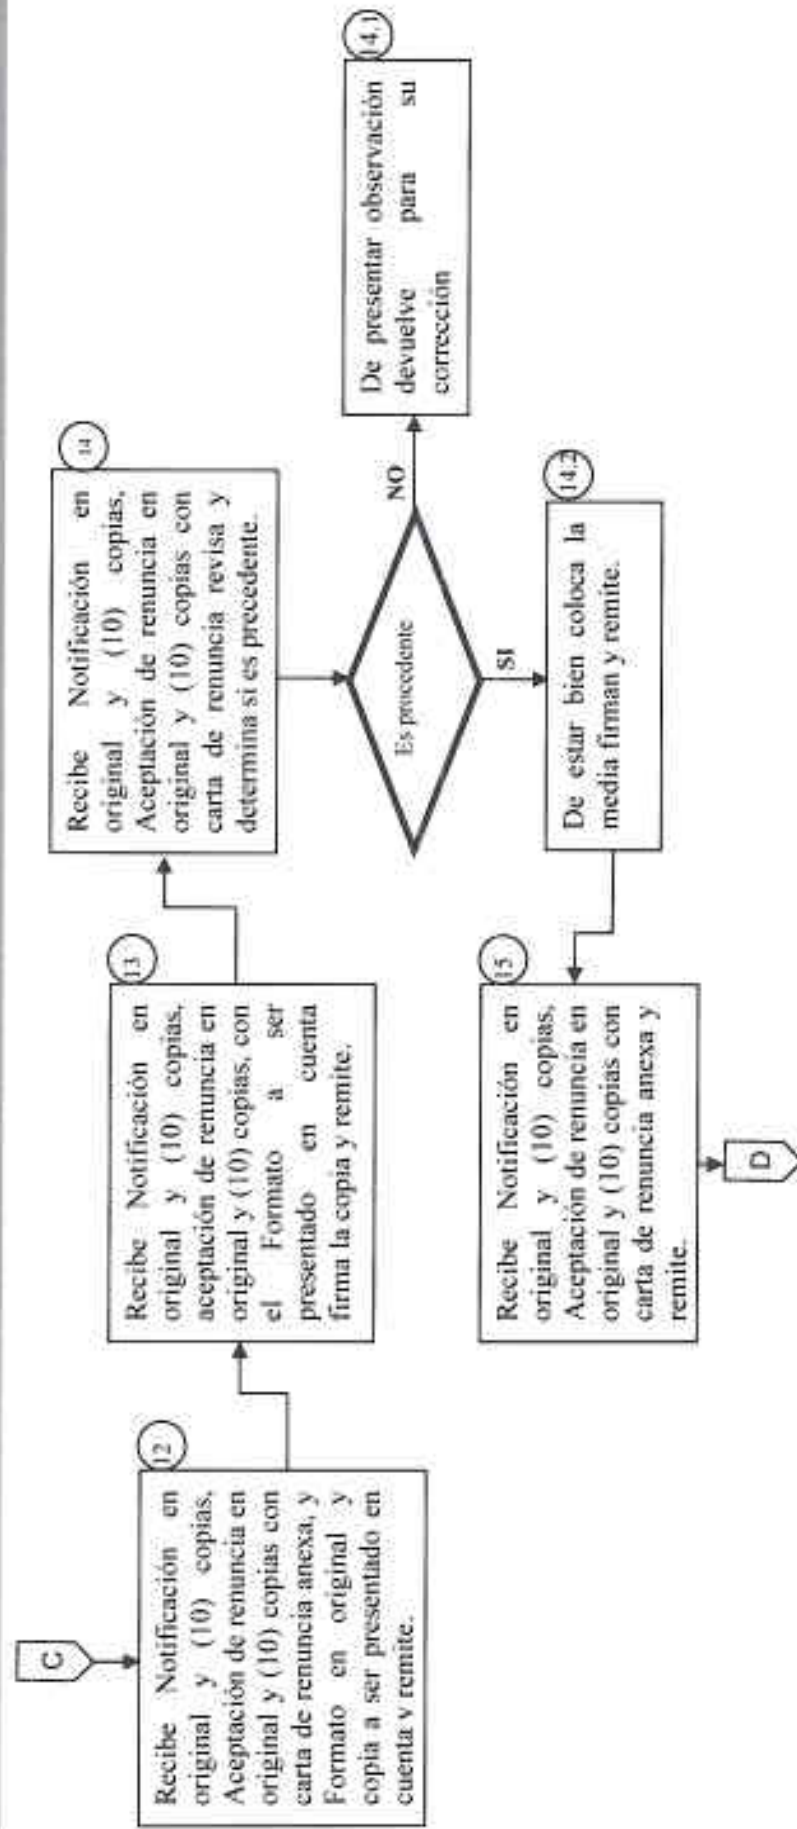 C
12
Recibe Notificación en
original y (10) copias,
Aceptación de renuncia en
original y (10) copias con
carta de renuncia anexa, y
Formato en original y
copia a ser presentado en
cuenta y remite.
13
Recibe Notificación en
original y (10) copias,
aceptación de renuncia en
original y (10) copias, con
el Formato a ser
presentado en cuenta
firma la copia y remite.
14
Recibe Notificación en
original y (10) copias,
Aceptación de renuncia en
original y (10) copias con
carta de renuncia revisa y
determina si es precedente.
Es procedente
NO
14.1
De presentar observación
devuelve para su
corrección
SI
14.2
De estar bien coloca la
media firman y remite.
15
Recibe Notificación en
original y (10) copias,
Aceptación de renuncia en
original y (10) copias con
carta de renuncia anexa y
remite.
D